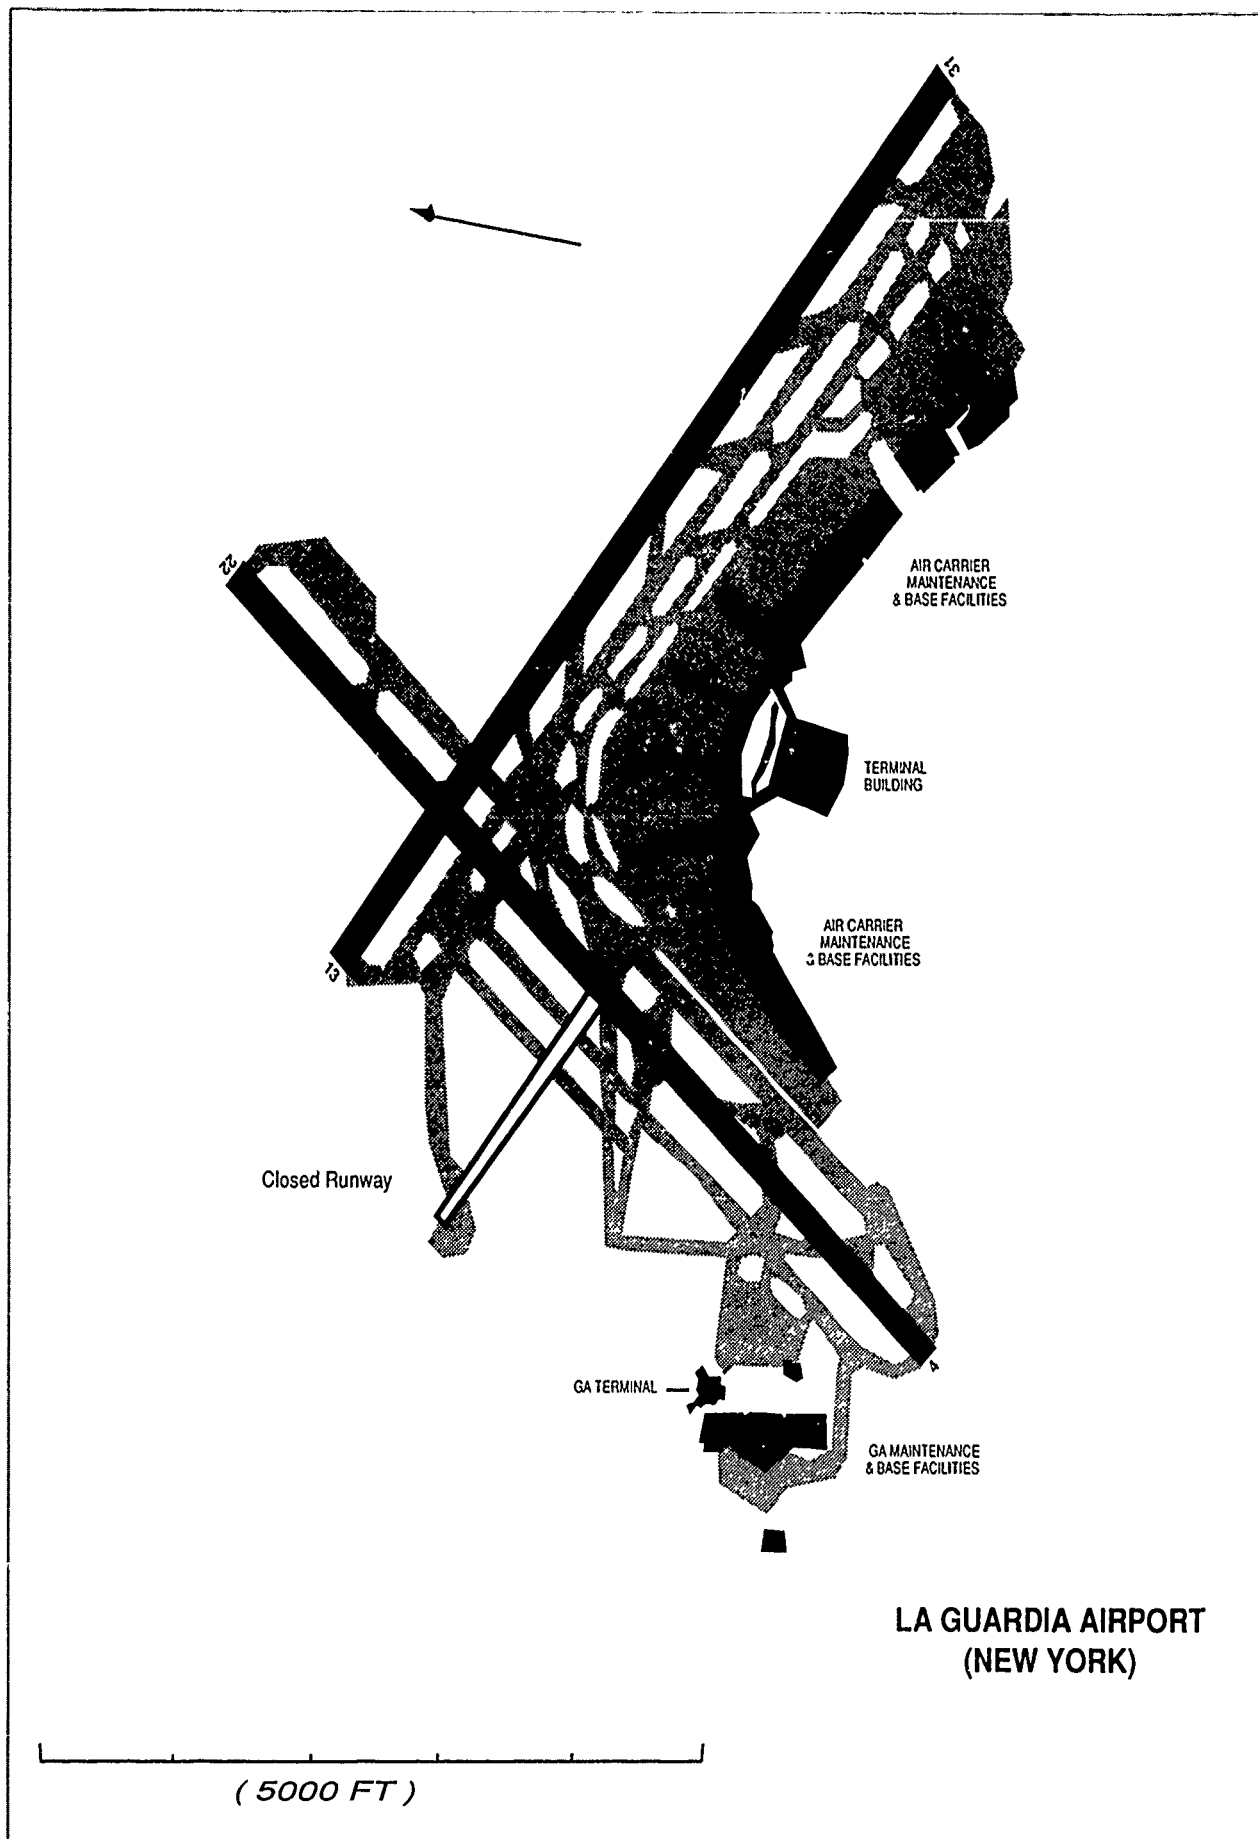 31
22
AIR CARRIER
MAINTENANCE
& BASE FACILITIES
TERMINAL
BUILDING
AIR CARRIER
MAINTENANCE
& BASE FACILITIES
13
Closed Runway
4
GA TERMINAL
GA MAINTENANCE
& BASE FACILITIES
LA GUARDIA AIRPORT
(NEW YORK)
( 5000 FT )